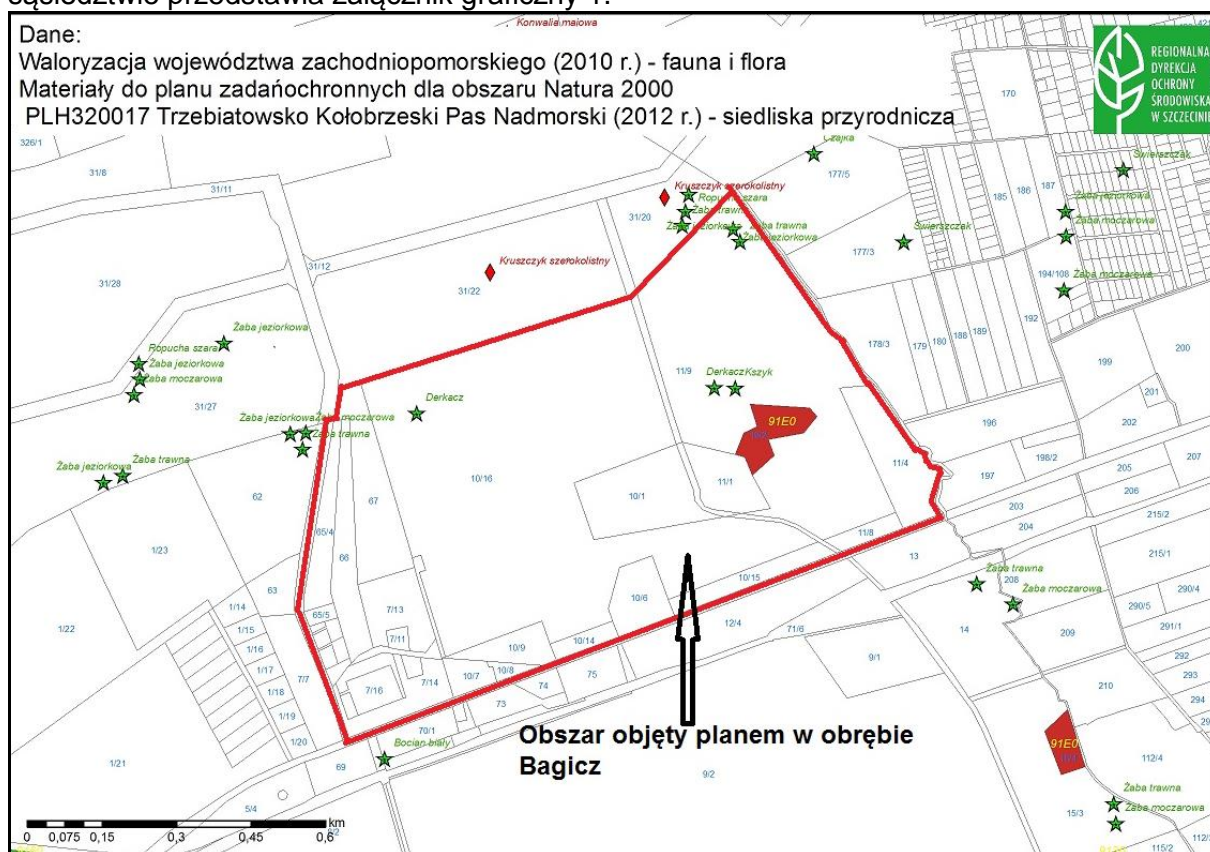 sąsiedztwie przedstawia załącznik graficzny 1.
Konwalia majowa
Dane:
Waloryzacja województwa zachodniopomorskiego (2010 r.) - fauna i flora
Materiały do planu zadańochronnych dla obszaru Natura 2000
PLH320017 Trzebiatowsko Kołobrzeski Pas Nadmorski (2012 r.) - siedliska przyrodnicza
REGIONALNA
DYREKCJA
OCHRONY
ŚRODOWISKA
W SZCZECINIE
326/1
31/8
31/11
170
Czajka
177/5
Świerszczak
185
186
187
Żaba jeziorkowa
Żaba moczarowa
31/20
Kruszczyk szerokolistny
Ropucha szara
Żaba trawna
Żaba jeziorkowa
Żaba trawna
Żaba jeziorkowa
177/3
Świerszczak
31/12
Kruszczyk szerokolistny
31/28
31/22
194/108
Żaba moczarowa
192
Żaba jeziorkowa
Ropucha szara
Żaba jeziorkowa
Żaba moczarowa
178/3
179
180
188
189
199
200
11/9
Derkacz
Kszyk
201
31/27
Derkacz
Żaba jeziorkowa
Żaba moczarowa
Żaba trawna
91E0
196
202
Żaba jeziorkowa
Żaba trawna
11/4
198/2
197
205
207
62
67
10/16
11/1
10/1
206
65/4
203
204
215/2
66
11/8
1/23
13
215/1
10/15
Żaba trawna
208
Żaba moczarowa
63
1/14
65/5
10/6
290/5
290/4
1/22
1/15
7/13
12/4
71/6
14
209
291/1
7/11
10/14
1/16
10/9
292
9/1
1/17
7/7
10/8
75
293
10/7
210
7/14
74
7/16
294
1/18
73
1/19
70/1
Obszar objęty planem w obrębie
Bagicz
1/20
Bocian biały
91E0
112/4
1/21
69
9/2
5/4
Żaba trawna
15/3
Żaba moczarowa
km
0 0,075 0,15 0,3 0,45 0,6
115/2